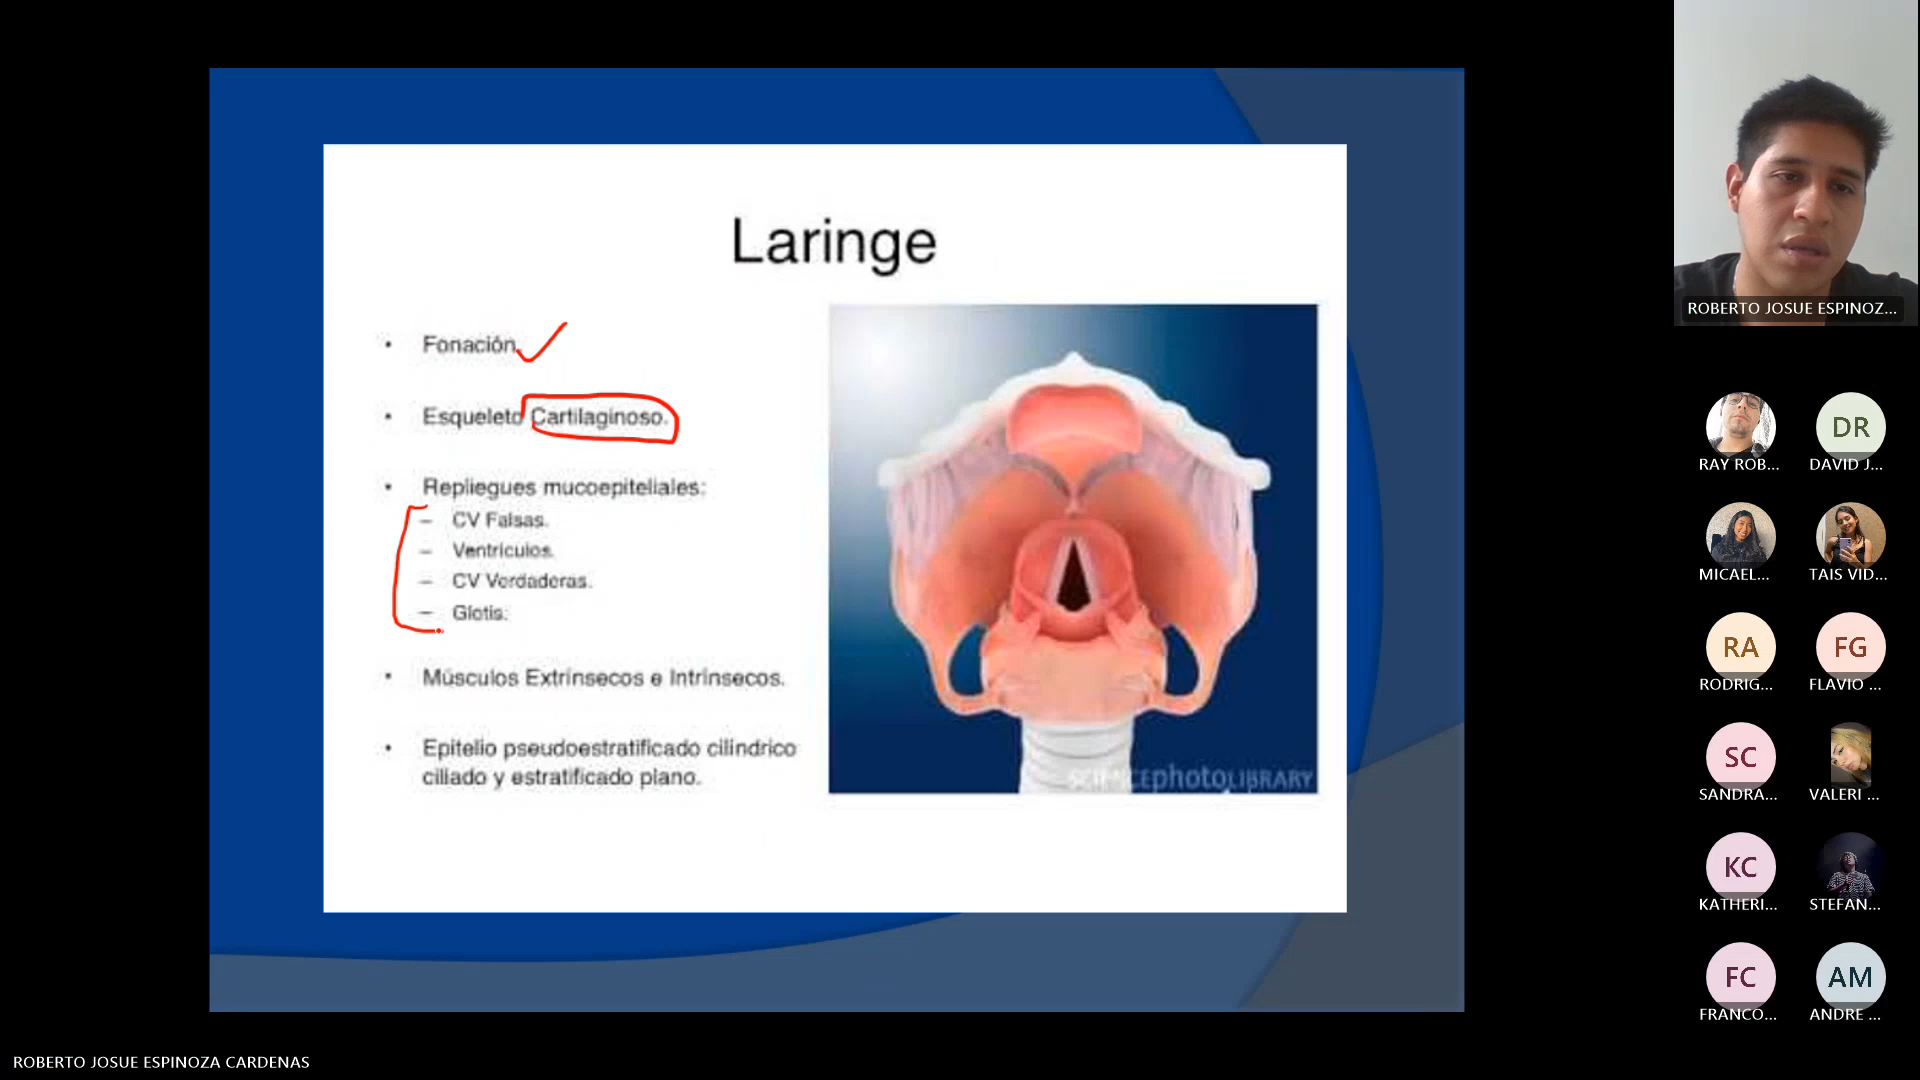 Laringe
• Fonación.
• Esqueleto Cartilaginoso.
• Repliegues mucoepiteliales:
– CV Falsas.
– Ventriculos.
– CV Verdaderas.
– Glotis.
• Músculos Extrínsecos e Intrínsecos.
• Epitelio pseudoestratificado cilíndrico
ciliado y estratificado plano.
SCIENCEphotoLIBRARY
ROBERTO JOSUE ESPINOZ...
DR
RAY ROB...
DAVID J...
MICAEL...
TAIS VID...
RA
FG
RODRIG...
FLAVIO ...
SC
SANDRA...
VALERI ...
KC
KATHERI...
STEFAN...
FC
AM
FRANCO...
ANDRE ...
ROBERTO JOSUE ESPINOZA CARDENAS